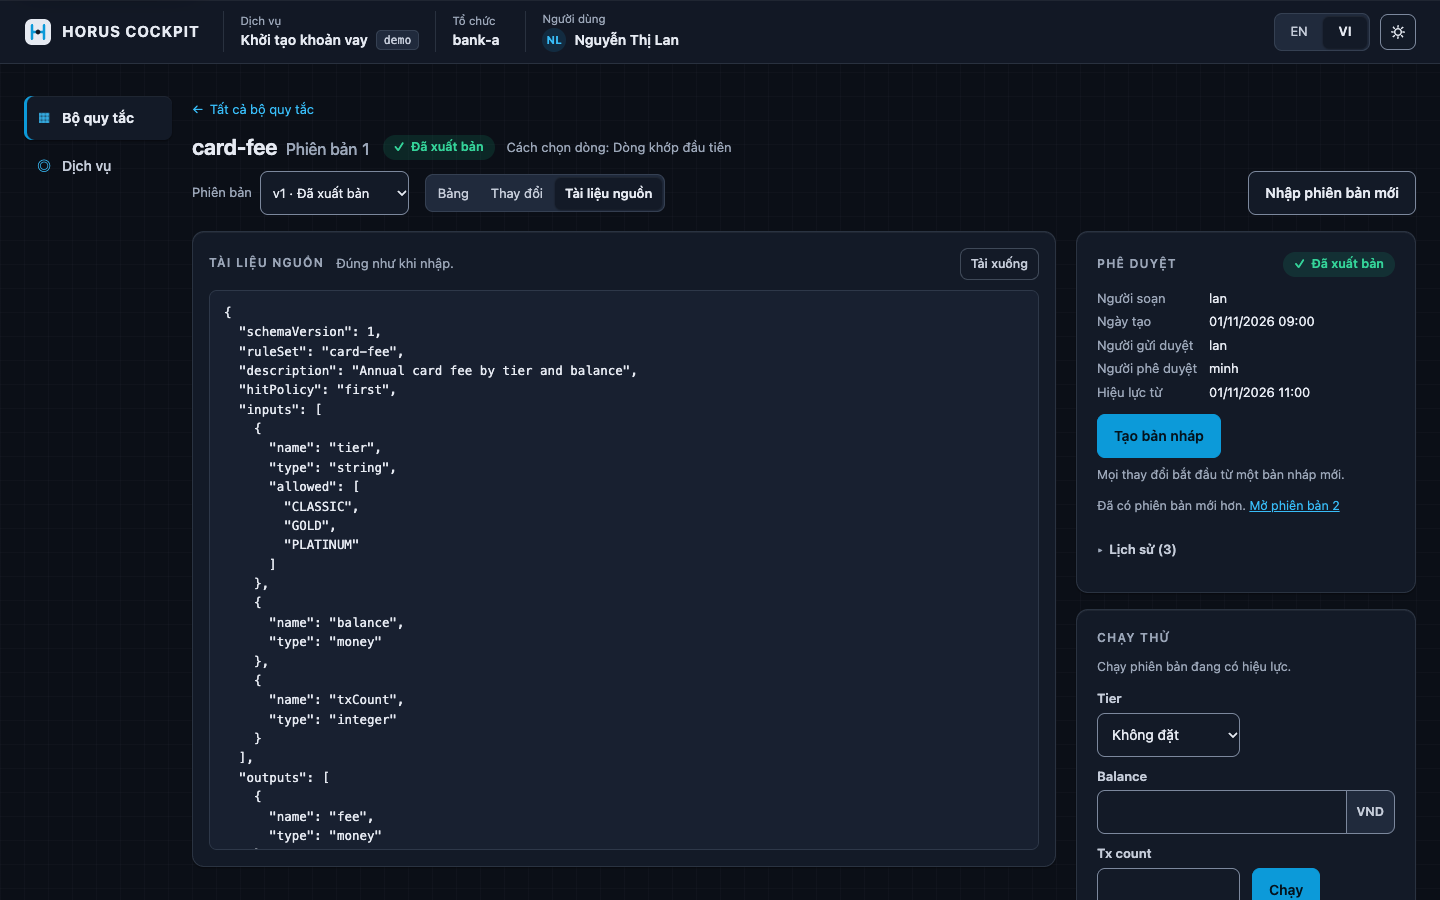 HORUS COCKPIT
Dịch vụ
Khởi tạo khoản vay demo
Tổ chức
bank-a
Người dùng
NL Nguyễn Thị Lan
EN VI
Bộ quy tắc
Dịch vụ
← Tất cả bộ quy tắc
card-fee Phiên bản 1 ✓ Đã xuất bản Cách chọn dòng: Dòng khớp đầu tiên
Phiên bản v1 · Đã xuất bản Bảng Thay đổi Tài liệu nguồn Nhập phiên bản mới
TÀI LIỆU NGUỒN Đúng như khi nhập. Tải xuống
{
  "schemaVersion": 1,
  "ruleSet": "card-fee",
  "description": "Annual card fee by tier and balance",
  "hitPolicy": "first",
  "inputs": [
    {
      "name": "tier",
      "type": "string",
      "allowed": [
        "CLASSIC",
        "GOLD",
        "PLATINUM"
      ]
    },
    {
      "name": "balance",
      "type": "money"
    },
    {
      "name": "txCount",
      "type": "integer"
    }
  ],
  "outputs": [
    {
      "name": "fee",
      "type": "money"
PHÊ DUYỆT ✓ Đã xuất bản
Người soạn lan
Ngày tạo 01/11/2026 09:00
Người gửi duyệt lan
Người phê duyệt minh
Hiệu lực từ 01/11/2026 11:00
Tạo bản nháp
Mọi thay đổi bắt đầu từ một bản nháp mới.
Đã có phiên bản mới hơn. Mở phiên bản 2
▸ Lịch sử (3)
CHẠY THỬ
Chạy phiên bản đang có hiệu lực.
Tier
Không đặt
Balance
VND
Tx count
Chạy